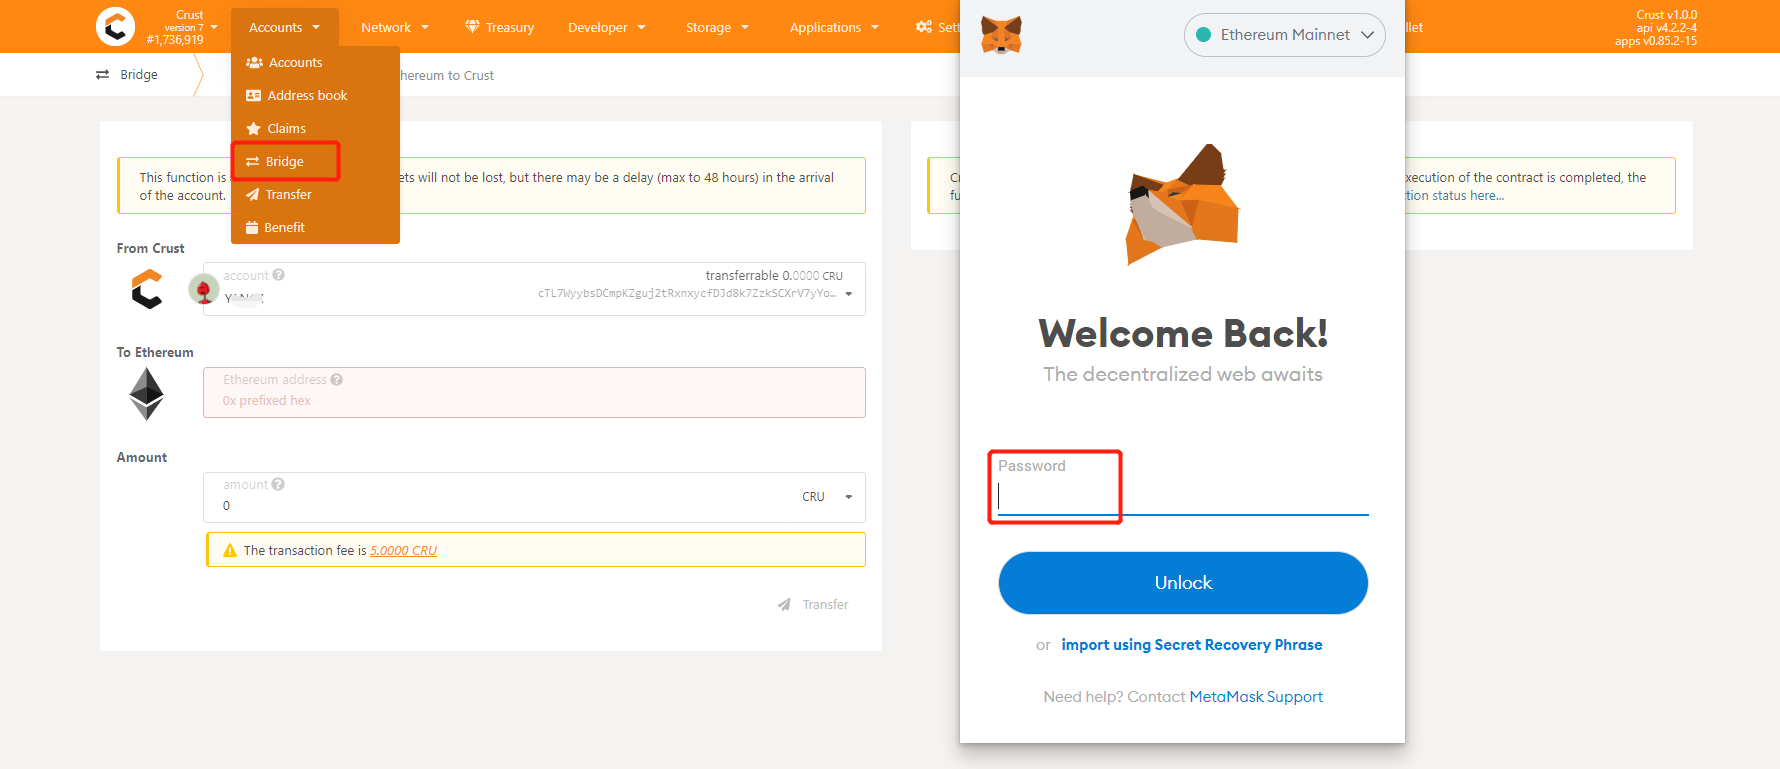 Crust
version 7
#1,736,919
Accounts
Network
Treasury
Developer
Storage
Applications
Crust v1.0.0
api v4.2.2-4
apps v0.85.2-15
Bridge
hereum to Crust
Accounts
Address book
Claims
Bridge
Transfer
Benefit
This function is
ets will not be lost, but there may be a delay (max to 48 hours) in the arrival
of the account.
From Crust
account
transferrable 0.0000 CRU
cTL7WyybsDCmpKZguj2tRxnxycfDJd8k7ZzkSCXrV7yYo...
To Ethereum
Ethereum address
0x prefixed hex
Amount
amount
0
CRU
The transaction fee is 5.0000 CRU
Transfer
xecution of the contract is completed, the
tion status here...
Ethereum Mainnet
Welcome Back!
The decentralized web awaits
Password
Unlock
or import using Secret Recovery Phrase
Need help? Contact MetaMask Support